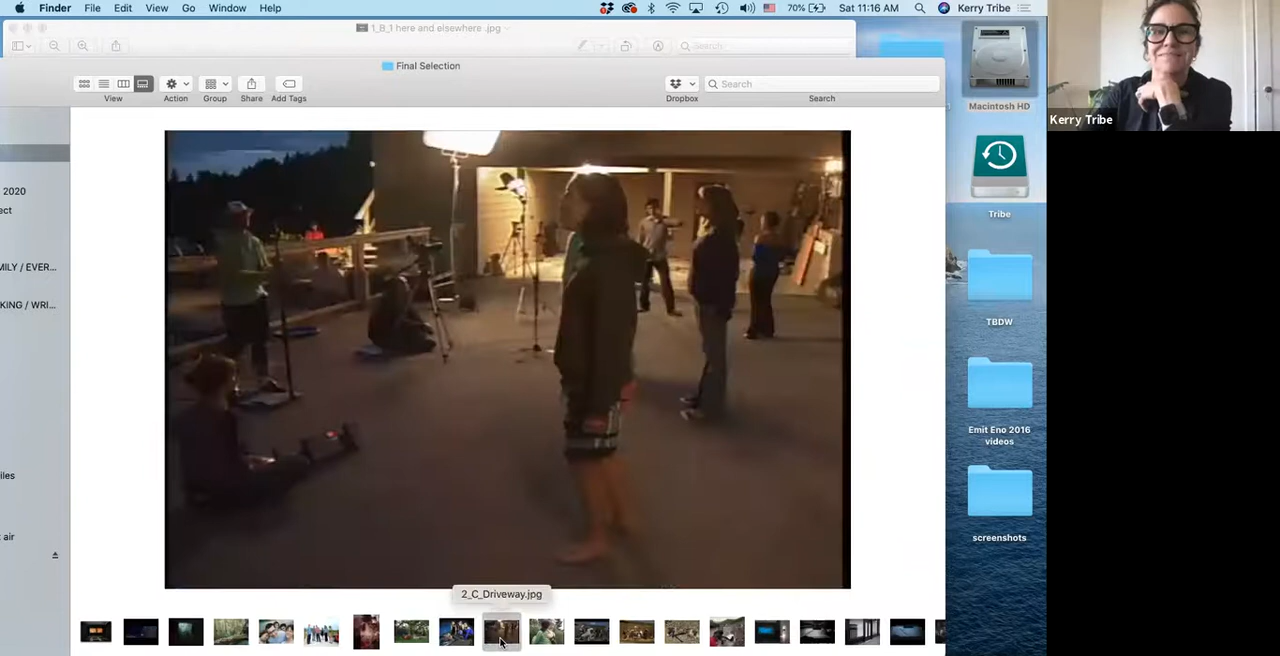 Finder File Edit View Go Window Help 70% Sat 11:16 AM Kerry Tribe
1_B_1 here and elsewhere .jpg
Search
Final Selection
Search
View Action Group Share Add Tags Dropbox Search
2020
ect
MILY / EVER...
KING / WRI...
iles
air
2_C_Driveway.jpg
Macintosh HD
Tribe
TBDW
Emit Eno 2016
videos
screenshots
Kerry Tribe